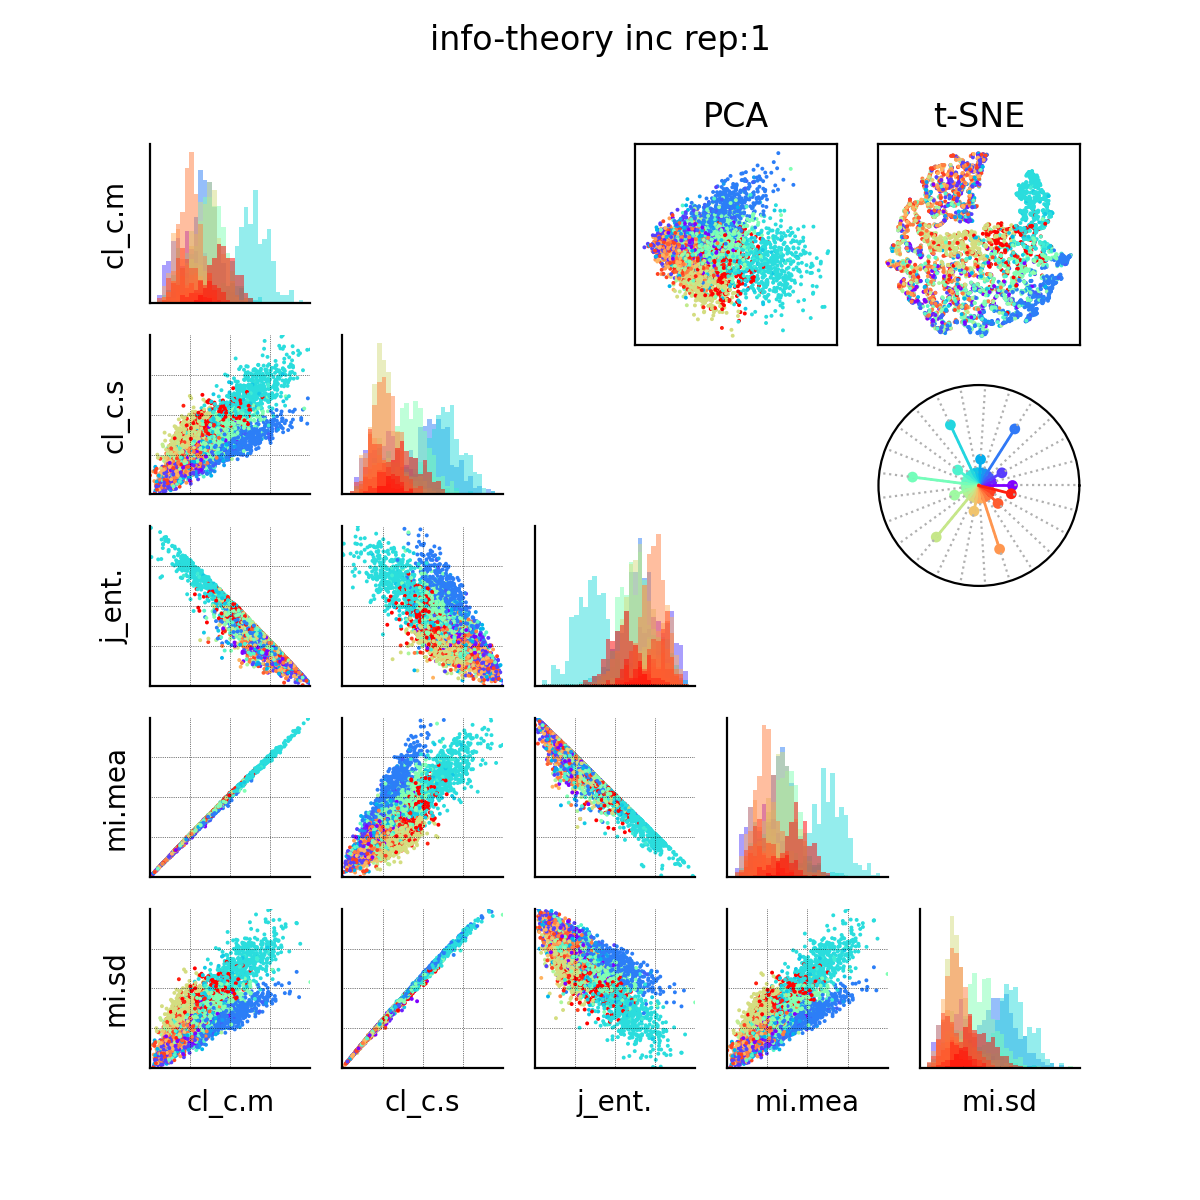 info-theory inc rep:1
PCA
t-SNE
cl_c.m
cl_c.s
j_ent.
mi.mea
mi.sd
cl_c.m
cl_c.s
j_ent.
mi.mea
mi.sd